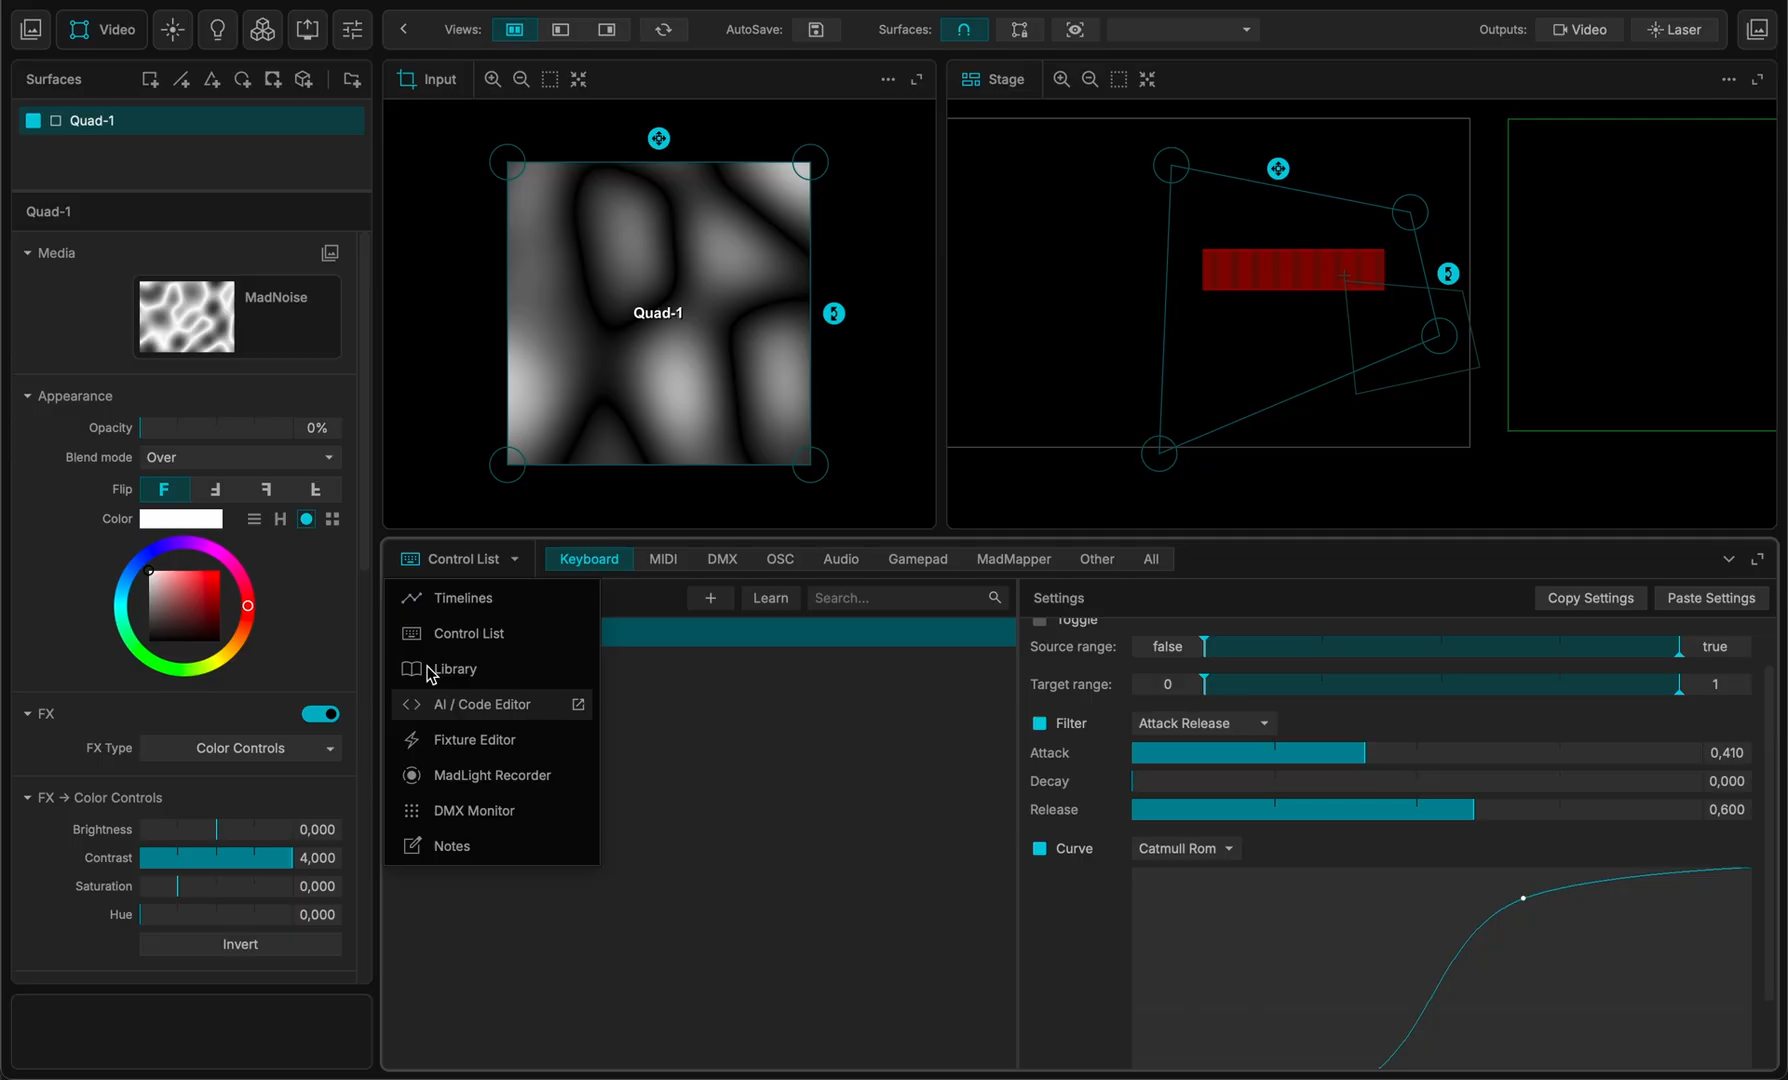 Video
Views:
AutoSave:
Surfaces:
Outputs:
Video
Laser
Surfaces
Input
Stage
Quad-1
Quad-1
Media
MadNoise
Appearance
Opacity
0%
Blend mode
Over
Flip
Color
H
FX
FX Type
Color Controls
FX → Color Controls
Brightness
0,000
Contrast
4,000
Saturation
0,000
Hue
0,000
Invert
Quad-1
Control List
Keyboard
MIDI
DMX
OSC
Audio
Gamepad
MadMapper
Other
All
Timelines
Control List
Library
AI / Code Editor
Fixture Editor
MadLight Recorder
DMX Monitor
Notes
+
Learn
Search...
Settings
Copy Settings
Paste Settings
Toggle
Source range:
false
true
Target range:
0
1
Filter
Attack Release
Attack
0,410
Decay
0,000
Release
0,600
Curve
Catmull Rom